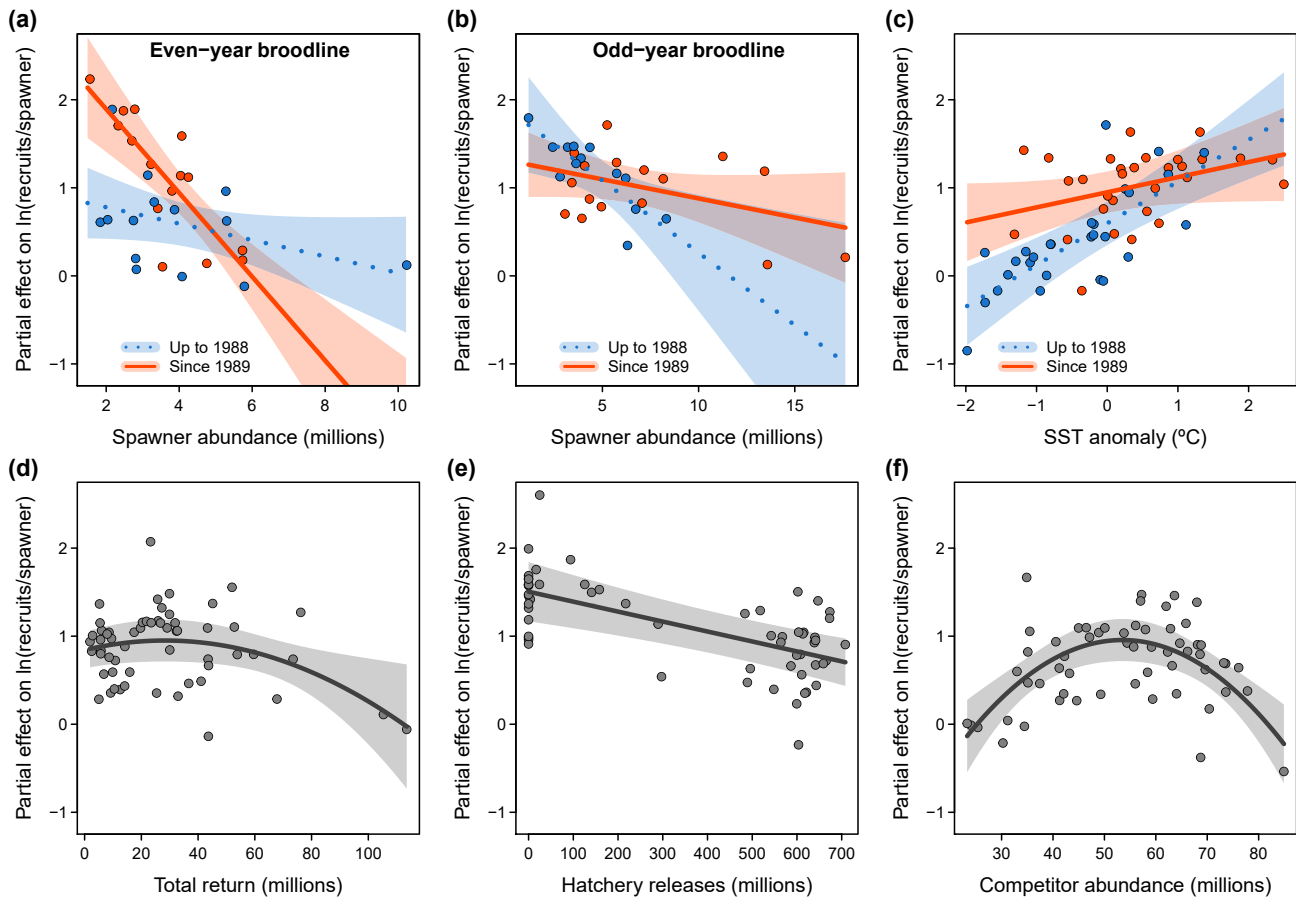 (a)
Even−year broodline
Partial effect on ln(recruits/spawner)
2
1
0
−1
Up to 1988
Since 1989
2 4 6 8 10
Spawner abundance (millions)
(b)
Odd−year broodline
Partial effect on ln(recruits/spawner)
2
1
0
−1
Up to 1988
Since 1989
5 10 15
Spawner abundance (millions)
(c)
Partial effect on ln(recruits/spawner)
2
1
0
−1
Up to 1988
Since 1989
−2 −1 0 1 2
SST anomaly (ºC)
(d)
Partial effect on ln(recruits/spawner)
2
1
0
−1
0 20 40 60 80 100
Total return (millions)
(e)
Partial effect on ln(recruits/spawner)
2
1
0
−1
0 100 200 300 400 500 600 700
Hatchery releases (millions)
(f)
Partial effect on ln(recruits/spawner)
2
1
0
−1
30 40 50 60 70 80
Competitor abundance (millions)